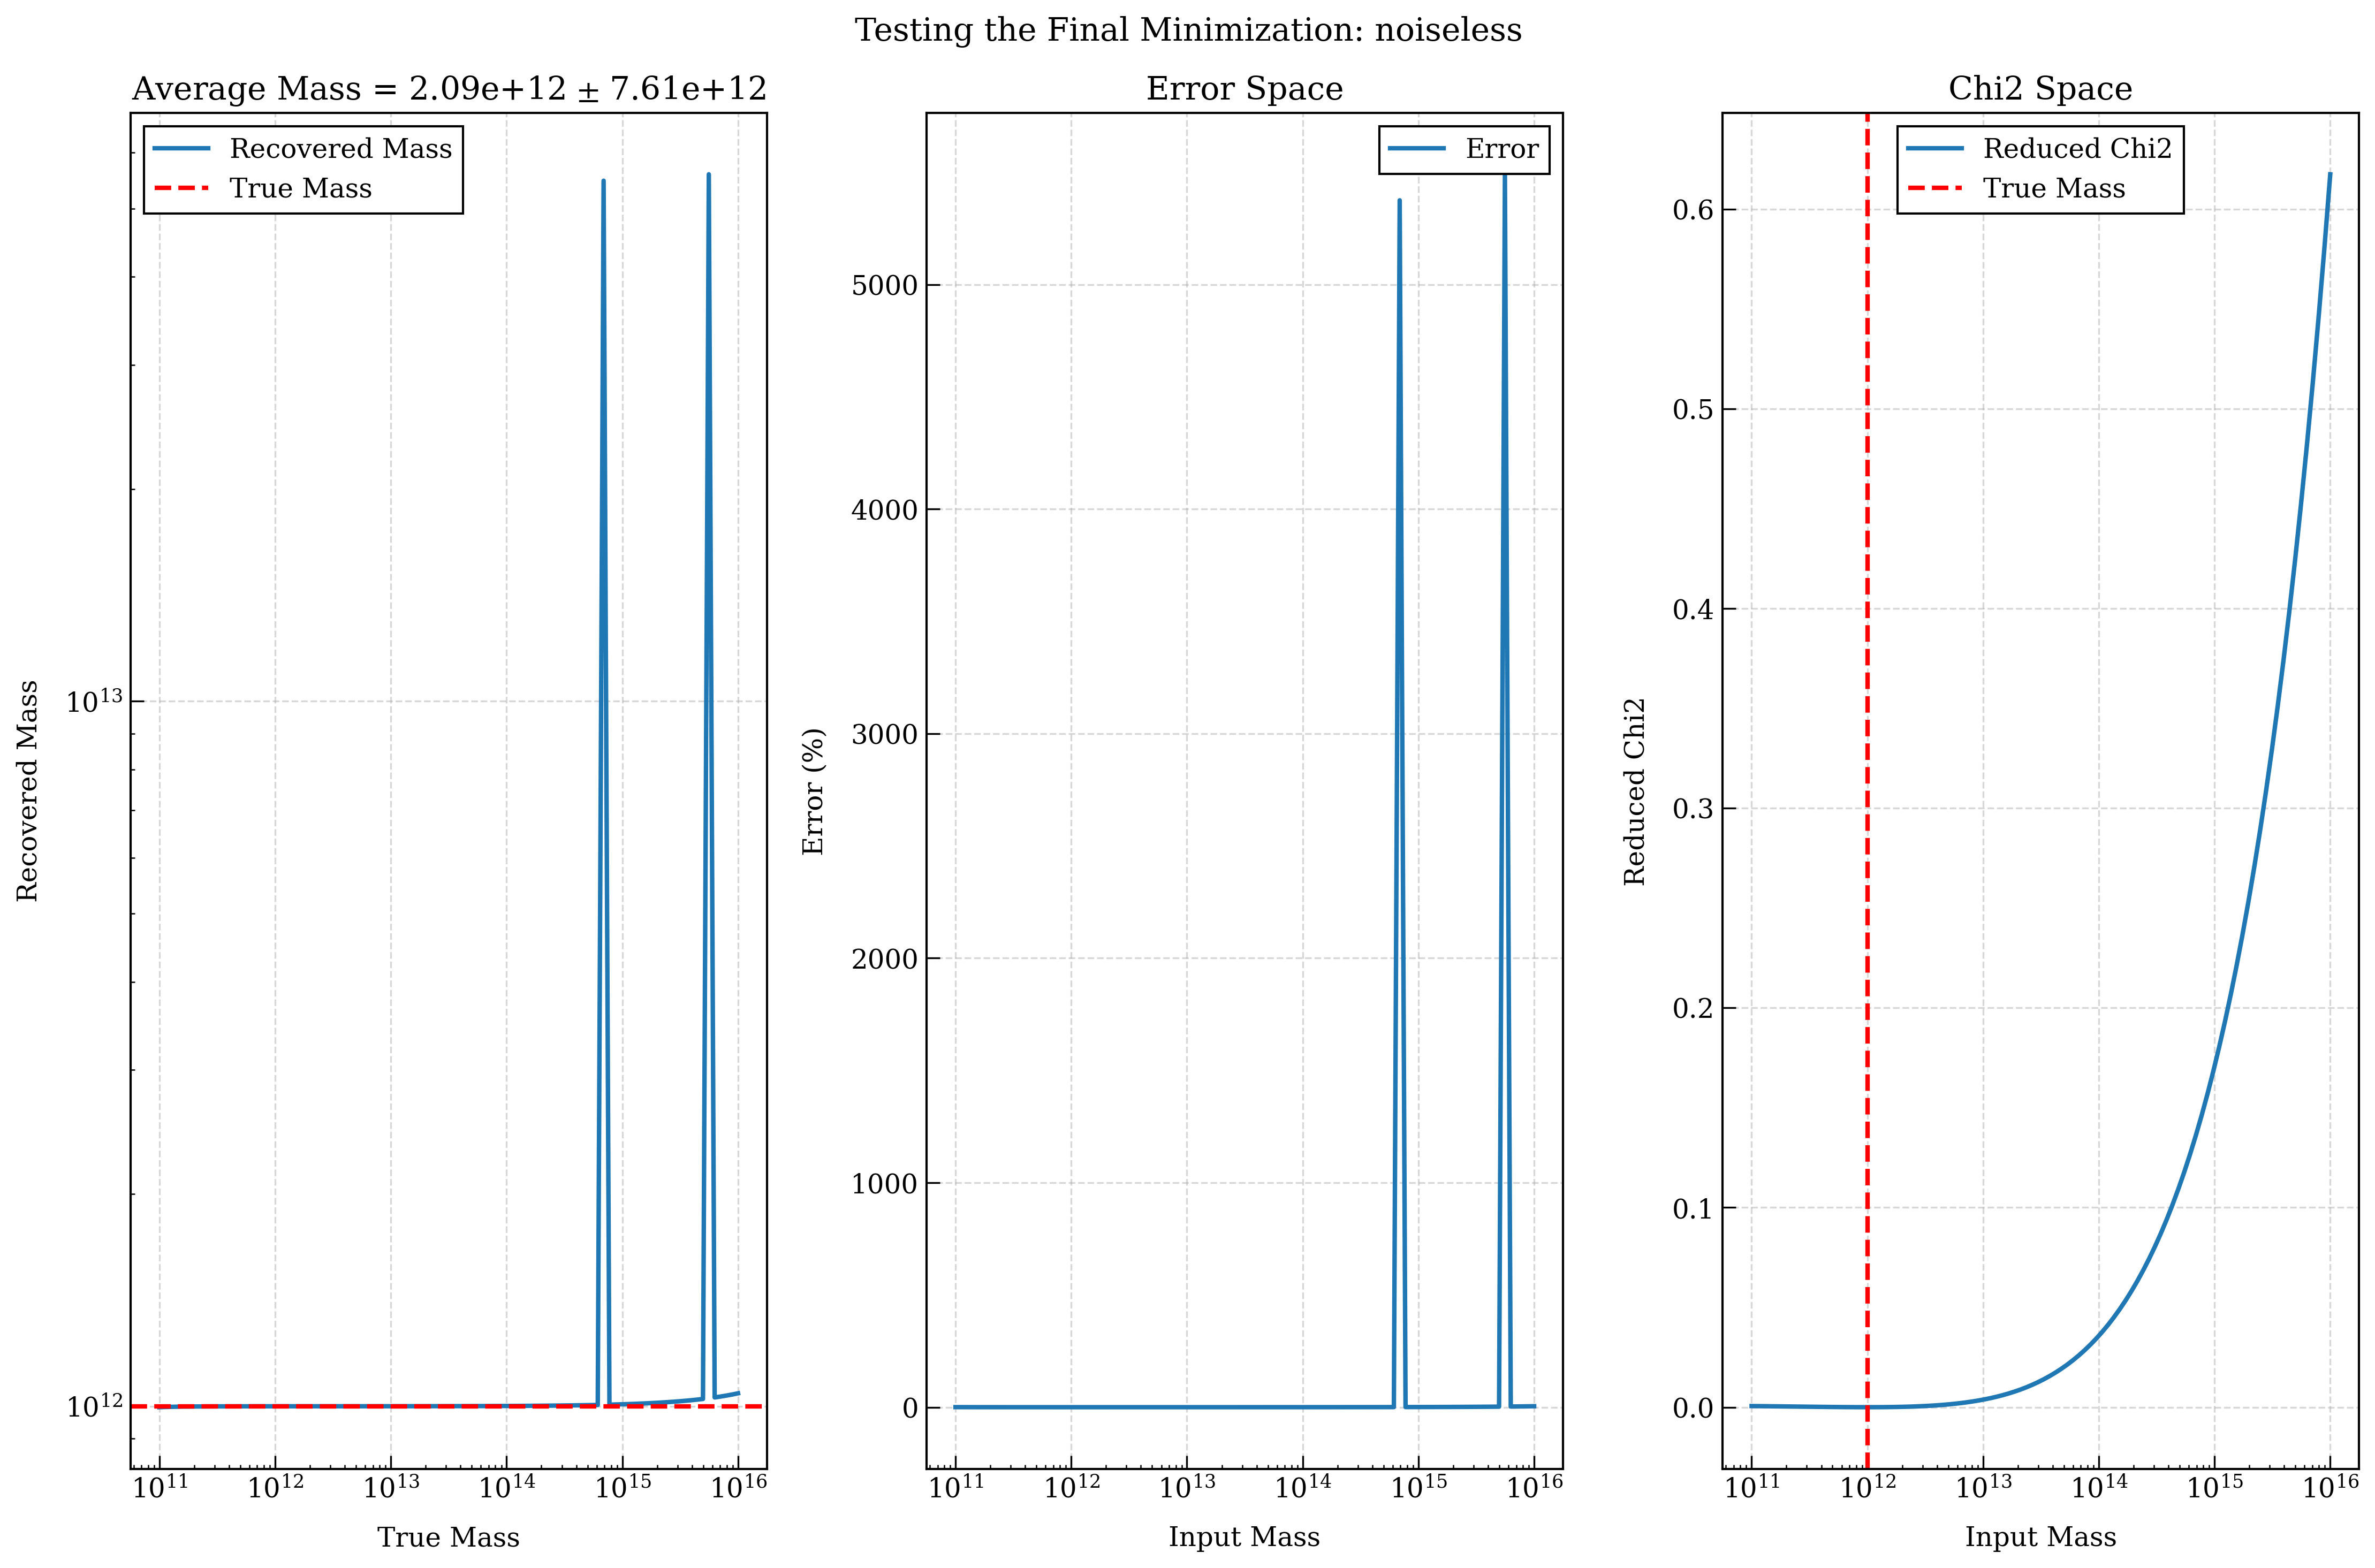 Testing the Final Minimization: noiseless
Average Mass = 2.09e+12 ± 7.61e+12
Recovered Mass
True Mass
10^13
10^12
Recovered Mass
10^11 10^12 10^13 10^14 10^15 10^16
True Mass
Error Space
Error
5000
4000
3000
2000
1000
0
Error (%)
10^11 10^12 10^13 10^14 10^15 10^16
Input Mass
Chi2 Space
Reduced Chi2
True Mass
0.6
0.5
0.4
0.3
0.2
0.1
0.0
Reduced Chi2
10^11 10^12 10^13 10^14 10^15 10^16
Input Mass